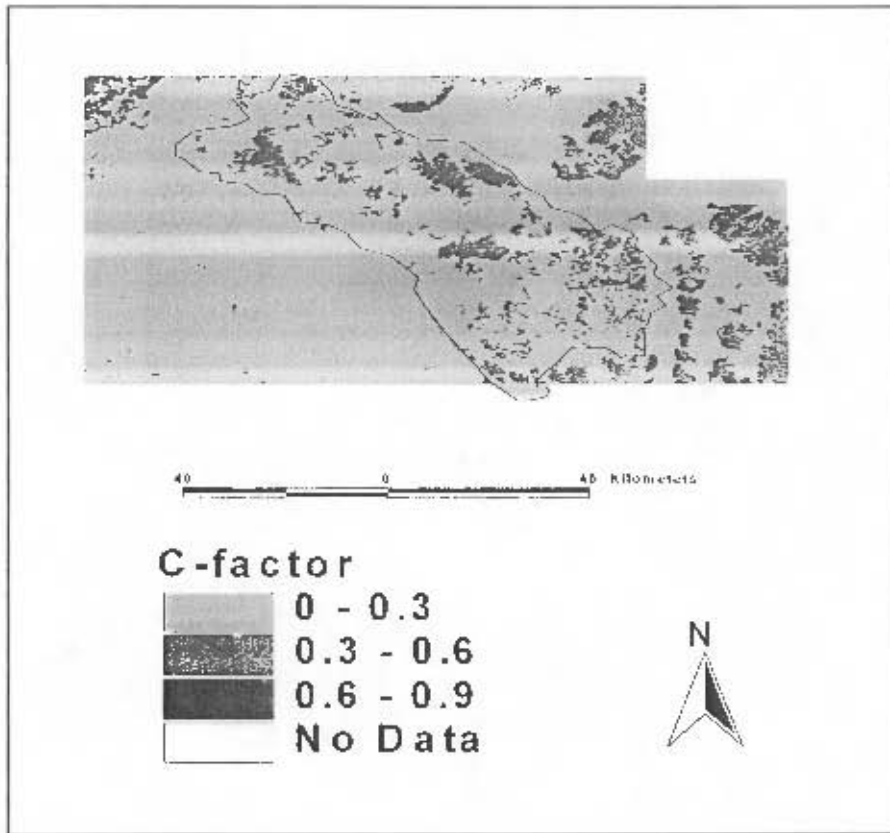 40 0 40 Kilometers
C-factor
0 - 0.3
0.3 - 0.6
0.6 - 0.9
No Data
N